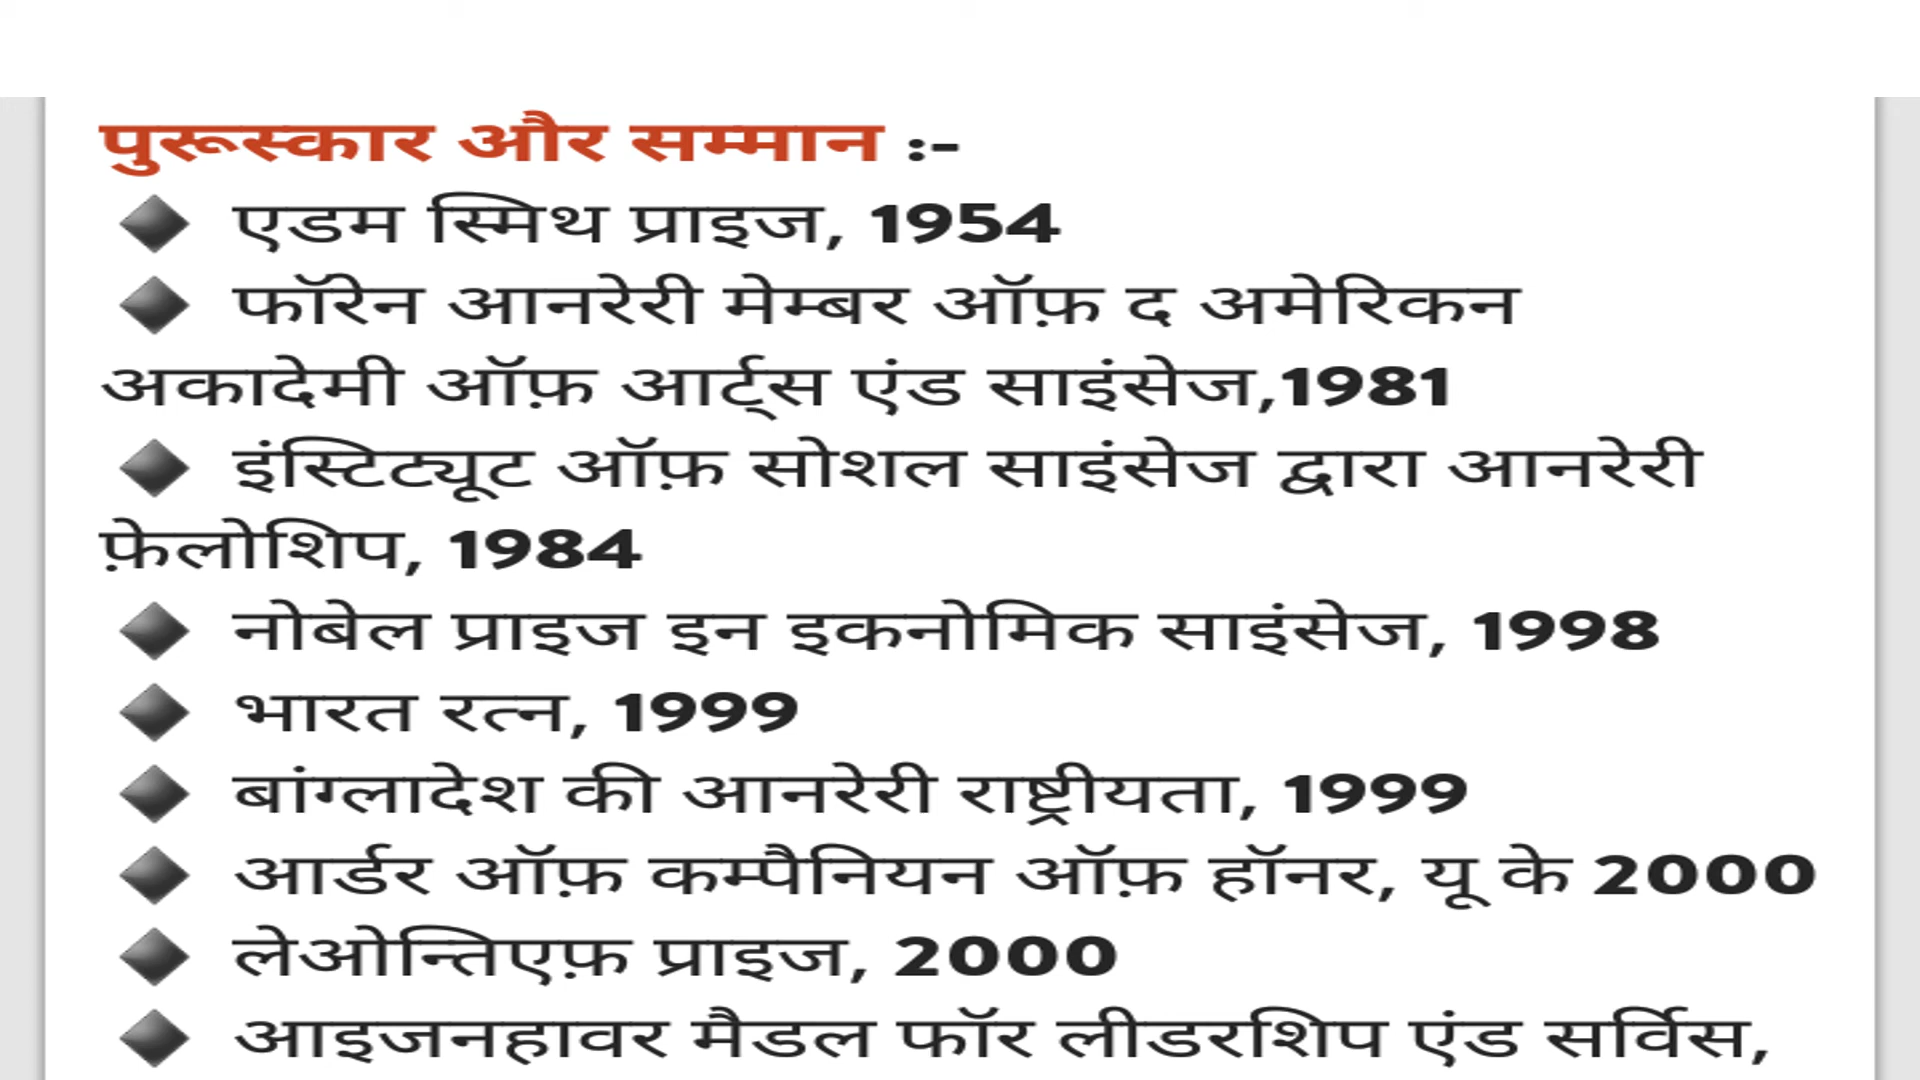 पुरूस्कार और सम्मान :-
◆ एडम स्मिथ प्राइज, 1954
◆ फॉरेन आनरेरी मेम्बर ऑफ़ द अमेरिकन
अकादेमी ऑफ़ आर्ट्स एंड साइंसेज,1981
◆ इंस्टिट्यूट ऑफ़ सोशल साइंसेज द्वारा आनरेरी
फ़ेलोशिप, 1984
◆ नोबेल प्राइज इन इकनोमिक साइंसेज, 1998
◆ भारत रत्न, 1999
◆ बांग्लादेश की आनरेरी राष्ट्रीयता, 1999
◆ आर्डर ऑफ़ कम्पैनियन ऑफ़ हॉनर, यू के 2000
◆ लेओन्तिएफ़ प्राइज, 2000
◆ आइजनहावर मैडल फॉर लीडरशिप एंड सर्विस,